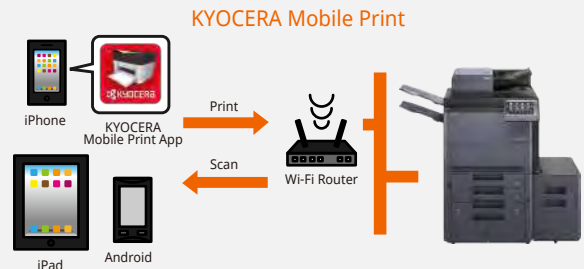 KYOCERA Mobile Print
KYOCERA
iPhone
KYOCERA
Mobile Print App
Print
Scan
Wi-Fi Router
iPad
Android